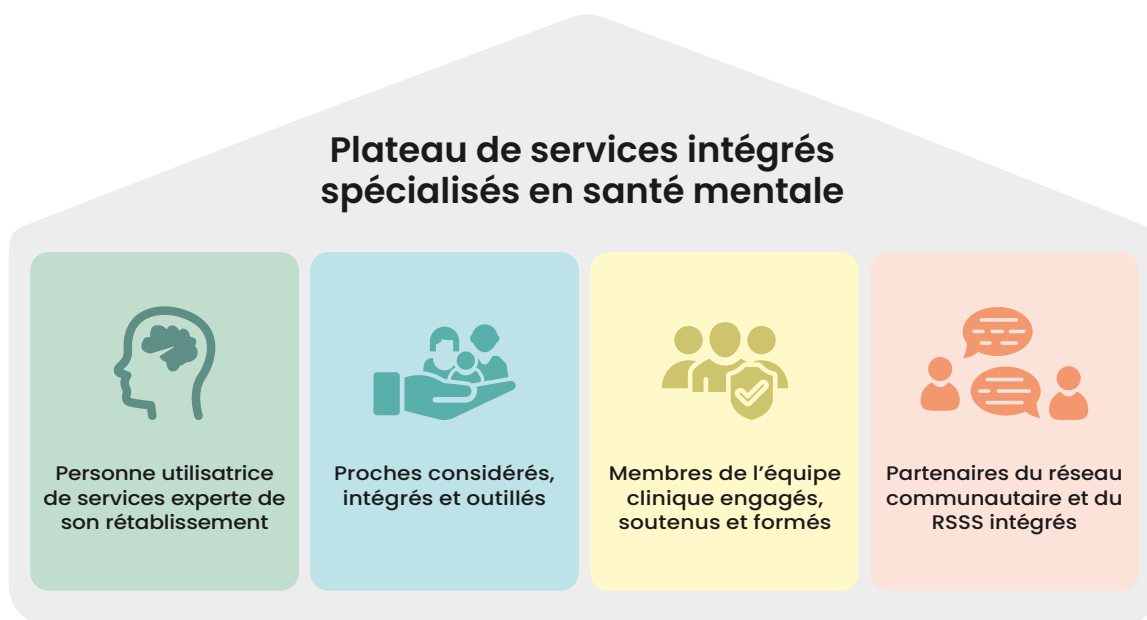 Plateau de services intégrés
spécialisés en santé mentale
Personne utilisatrice
de services experte de
son rétablissement
Proches considérés,
intégrés et outillés
Membres de l’équipe
clinique engagés,
soutenus et formés
Partenaires du réseau
communautaire et du
RSSS intégrés